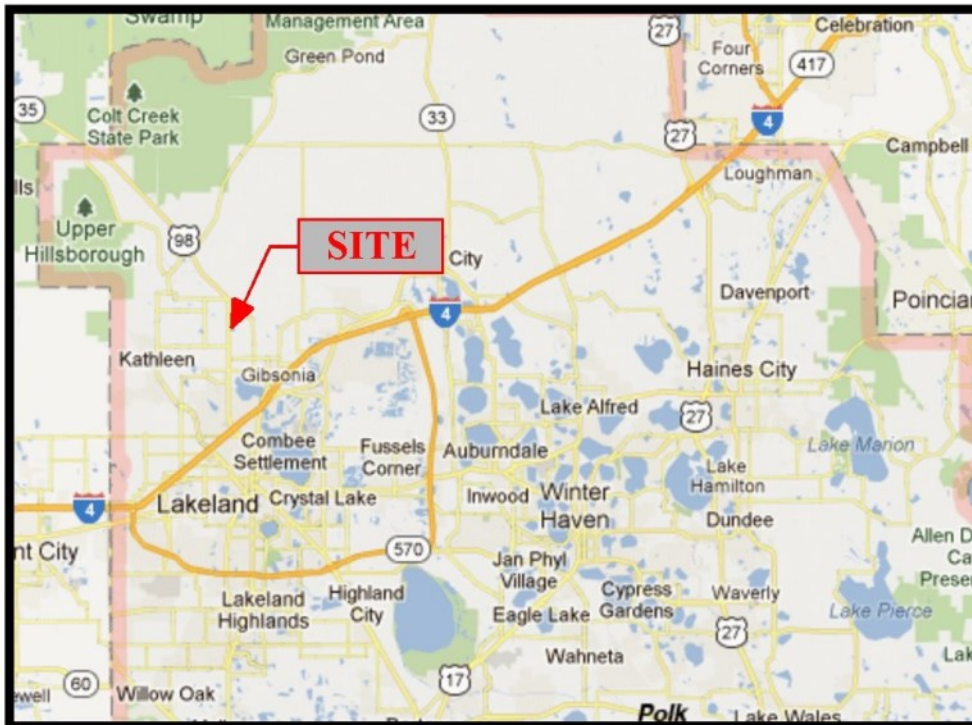 Swamp
Management Area
27
Celebration
Green Pond
Four
Corners
417
Colt Creek
State Park
35
33
4
27
Campbell
Loughman
lls
Upper
Hillsborough
98
SITE
City
Davenport
Poincian
4
Kathleen
Gibsonia
Haines City
Lake Alfred
27
Combee
Settlement
Fussels
Corner
Auburndale
Lake Marion
Lake
Hamilton
Lakeland
Crystal Lake
Inwood
Winter
Haven
4
Dundee
nt City
570
Jan Phyl
Village
Allen D
Ca
Preser
Lakeland
Highlands
Highland
City
Cypress
Gardens
Waverly
Eagle Lake
Lake Pierce
27
Wahneta
Lak
60
17
ewell
Willow Oak
Polk
Lake Wales